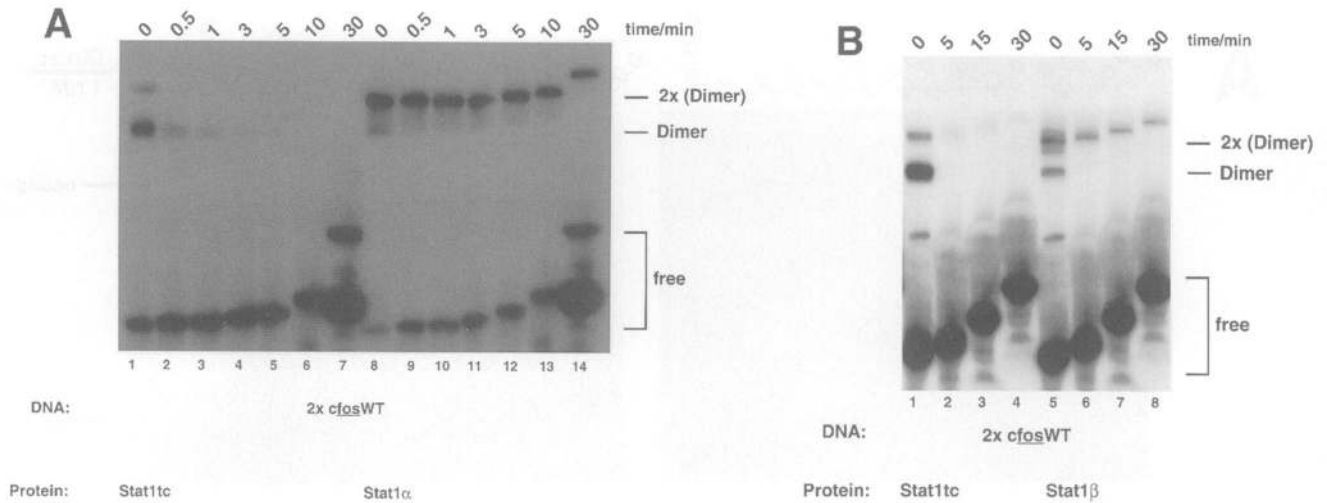 A
0 0.5 1 3 5 10 30 0 0.5 1 3 5 10 30 time/min
2x (Dimer)
Dimer
free
1 2 3 4 5 6 7 8 9 10 11 12 13 14
DNA: 2x cfosWT
Protein: Stat1tc Stat1α
B
0 5 15 30 0 5 15 30 time/min
2x (Dimer)
Dimer
free
1 2 3 4 5 6 7 8
DNA: 2x cfosWT
Protein: Stat1tc Stat1β